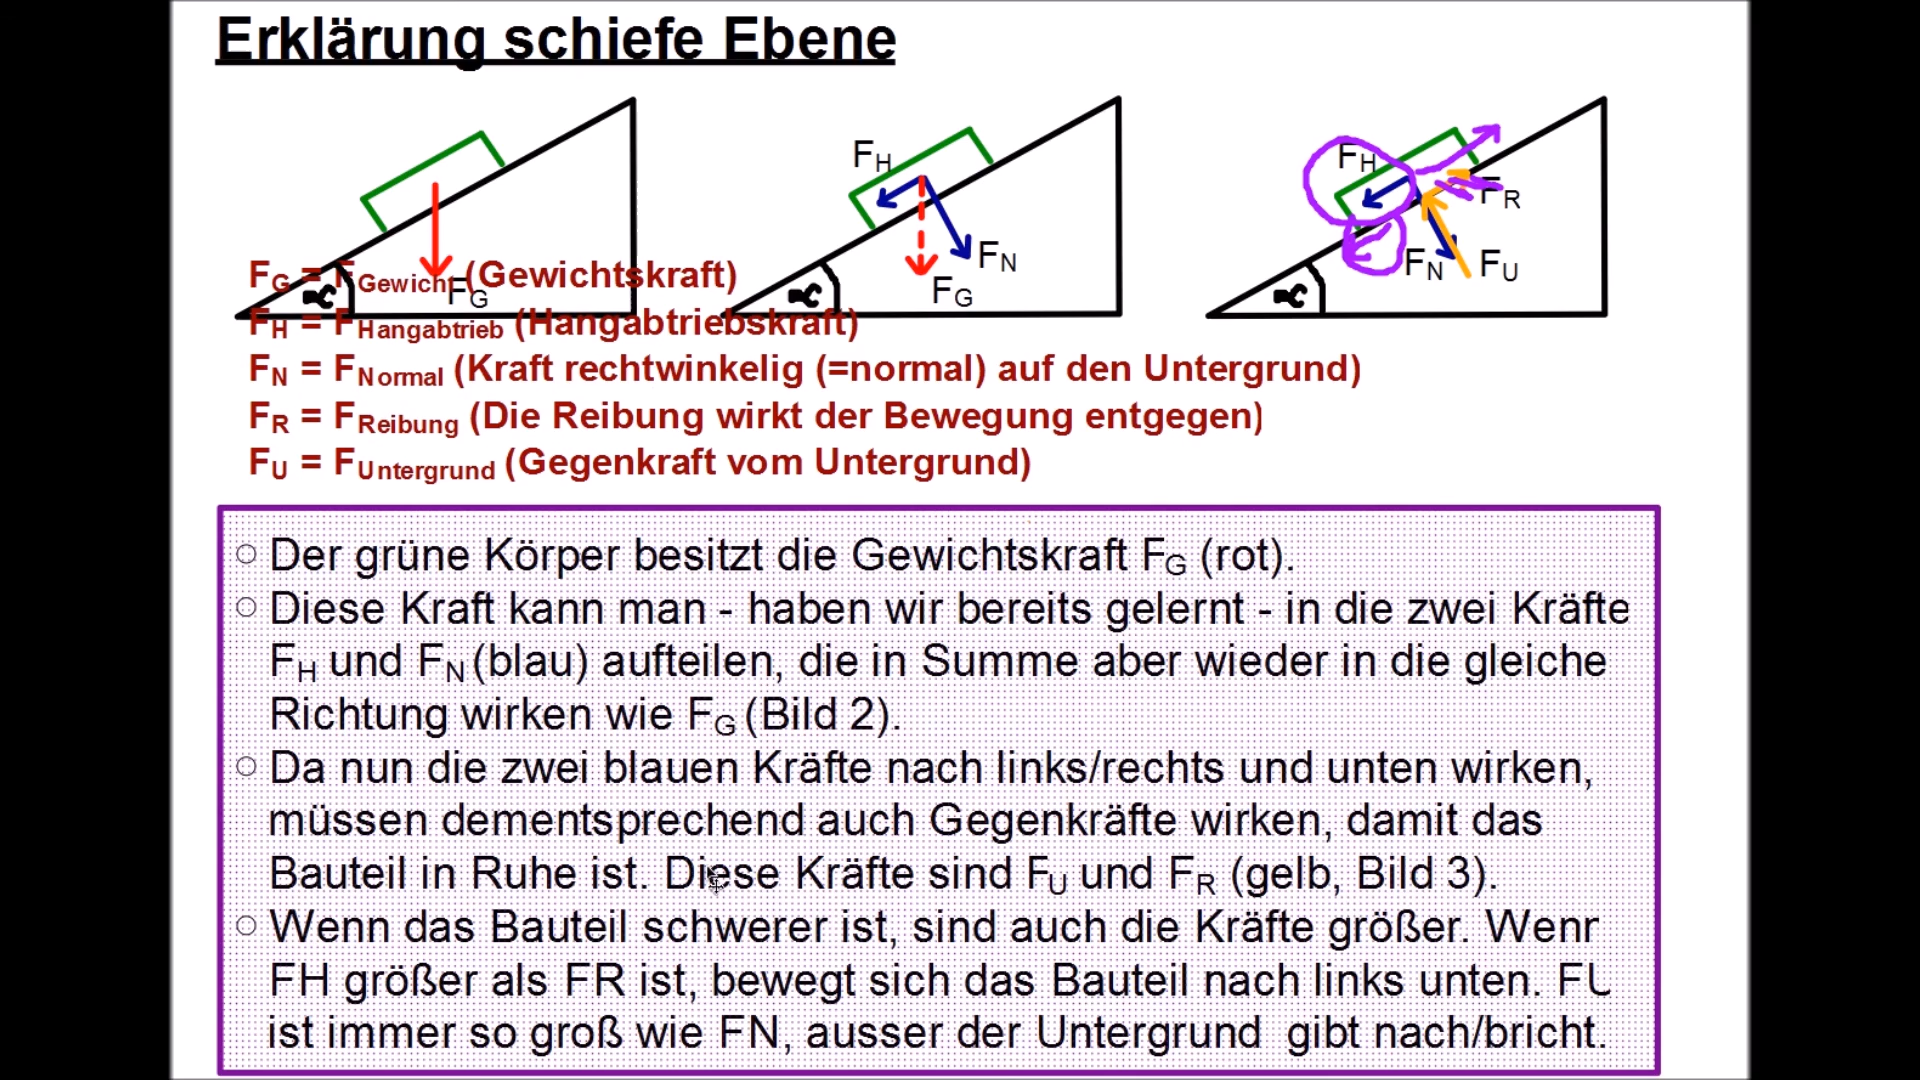 Erklärung schiefe Ebene
FH
FH
FR
FN
FN
FU
FG
FG
FG = FGewicht (Gewichtskraft)
FH = FHangabtrieb (Hangabtriebskraft)
FN = FNormal (Kraft rechtwinkelig (=normal) auf den Untergrund)
FR = FReibung (Die Reibung wirkt der Bewegung entgegen)
FU = FUntergrund (Gegenkraft vom Untergrund)
○ Der grüne Körper besitzt die Gewichtskraft FG (rot).
○ Diese Kraft kann man - haben wir bereits gelernt - in die zwei Kräfte
FH und FN (blau) aufteilen, die in Summe aber wieder in die gleiche
Richtung wirken wie FG (Bild 2).
○ Da nun die zwei blauen Kräfte nach links/rechts und unten wirken,
müssen dementsprechend auch Gegenkräfte wirken, damit das
Bauteil in Ruhe ist. Diese Kräfte sind FU und FR (gelb, Bild 3).
○ Wenn das Bauteil schwerer ist, sind auch die Kräfte größer. Wenn
FH größer als FR ist, bewegt sich das Bauteil nach links unten. FU
ist immer so groß wie FN, ausser der Untergrund gibt nach/bricht.